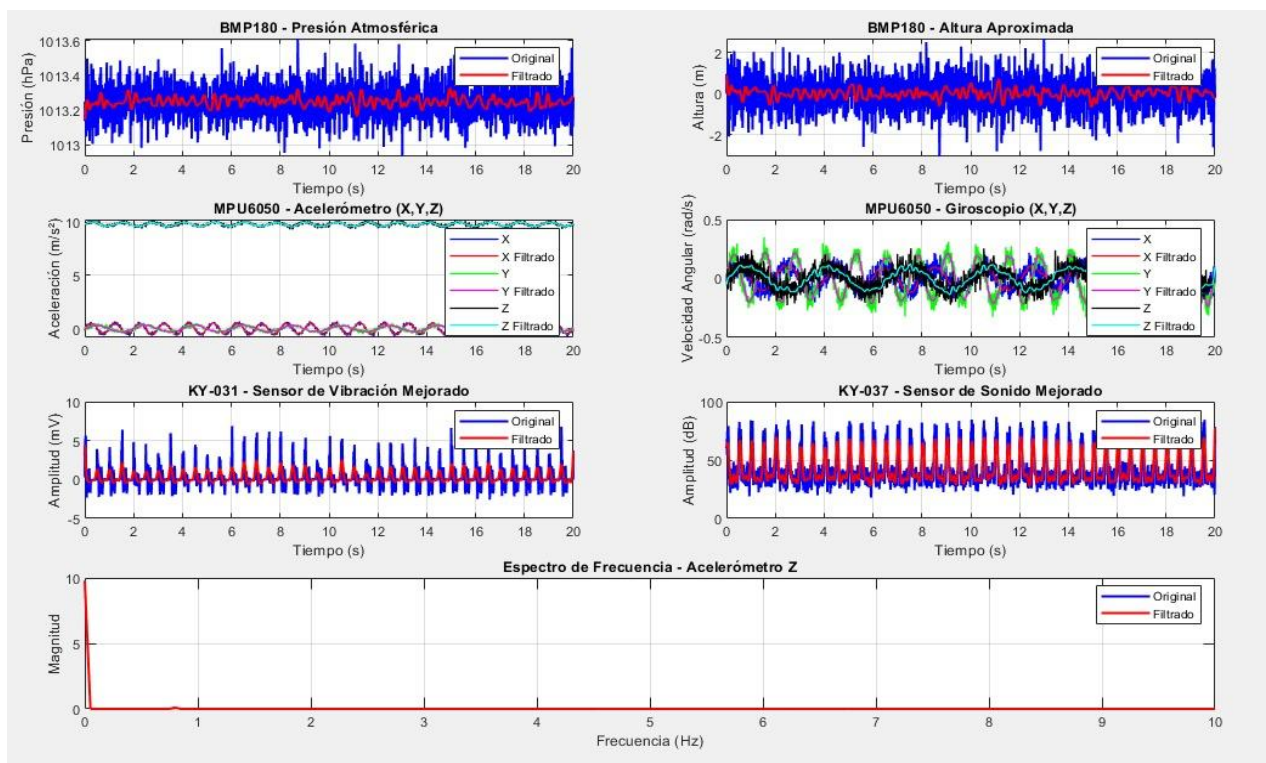 BMP180 - Presión Atmosférica
Presión (hPa)
1013.6
1013.4
1013.2
1013
Original
Filtrado
0 2 4 6 8 10 12 14 16 18 20
Tiempo (s)
BMP180 - Altura Aproximada
Altura (m)
2
0
-2
Original
Filtrado
0 2 4 6 8 10 12 14 16 18 20
Tiempo (s)
MPU6050 - Acelerómetro (X,Y,Z)
Aceleración (m/s²)
10
5
0
X
X Filtrado
Y
Y Filtrado
Z
Z Filtrado
0 2 4 6 8 10 12 14 16 18 20
Tiempo (s)
MPU6050 - Giroscopio (X,Y,Z)
Velocidad Angular (rad/s)
0.5
0
-0.5
X
X Filtrado
Y
Y Filtrado
Z
Z Filtrado
0 2 4 6 8 10 12 14 16 18 20
Tiempo (s)
KY-031 - Sensor de Vibración Mejorado
Amplitud (mV)
10
5
0
-5
Original
Filtrado
0 2 4 6 8 10 12 14 16 18 20
Tiempo (s)
KY-037 - Sensor de Sonido Mejorado
Amplitud (dB)
100
50
0
Original
Filtrado
0 2 4 6 8 10 12 14 16 18 20
Tiempo (s)
Espectro de Frecuencia - Acelerómetro Z
Magnitud
10
5
0
Original
Filtrado
0 1 2 3 4 5 6 7 8 9 10
Frecuencia (Hz)